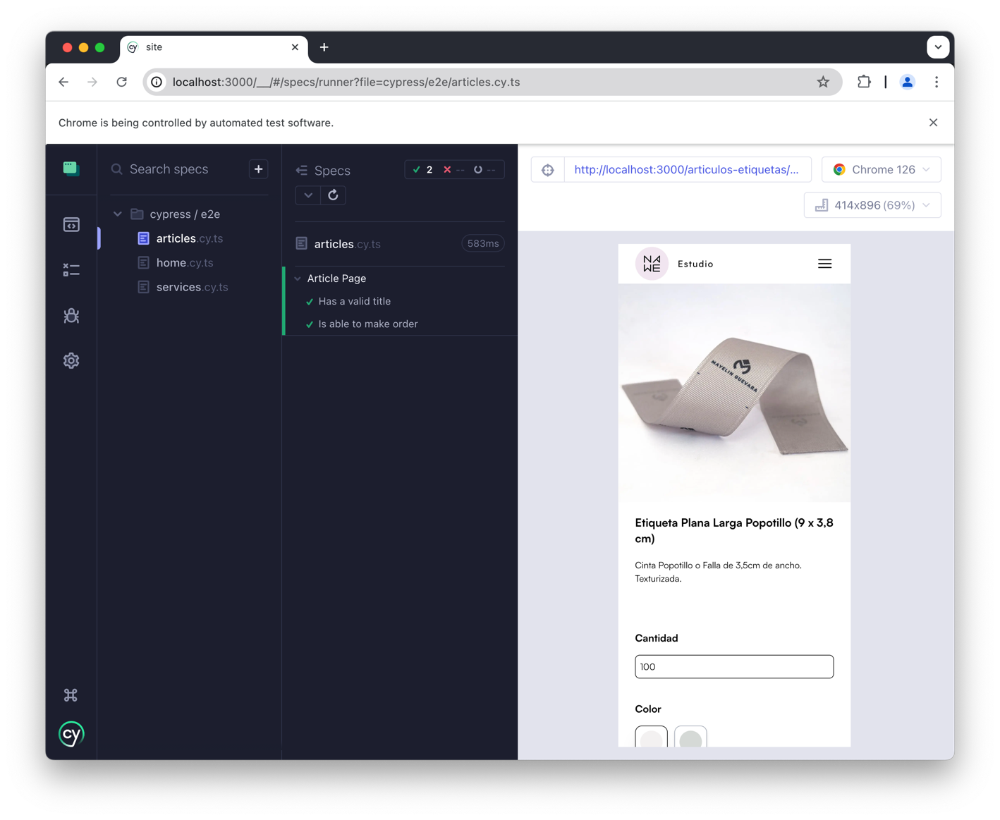 site
localhost:3000/__/#/specs/runner?file=cypress/e2e/articles.cy.ts
Chrome is being controlled by automated test software.
Search specs
cypress / e2e
articles.cy.ts
home.cy.ts
services.cy.ts
cy
Specs
2 -- --
articles.cy.ts 583ms
Article Page
Has a valid title
Is able to make order
http://localhost:3000/articulos-etiquetas/...
Chrome 126
414x896 (69%)
NAWE
Estudio
MAYELIN GUEVARA
Etiqueta Plana Larga Popotillo (9 x 3,8
cm)
Cinta Popotillo o Falla de 3,5cm de ancho.
Texturizada.
Cantidad
100
Color